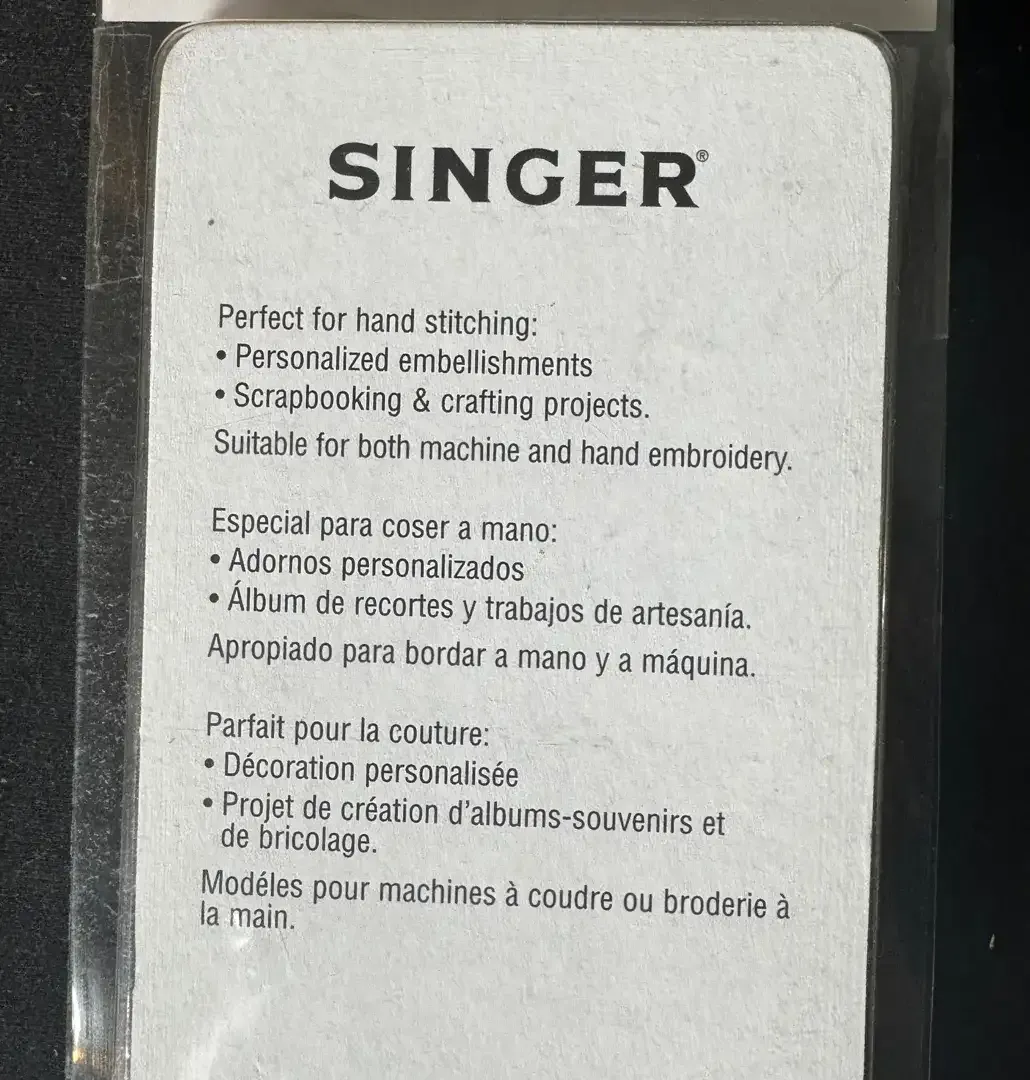 SINGER®
Perfect for hand stitching:
• Personalized embellishments
• Scrapbooking & crafting projects.
Suitable for both machine and hand embroidery.
Especial para coser a mano:
• Adornos personalizados
• Álbum de recortes y trabajos de artesanía.
Apropiado para bordar a mano y a máquina.
Parfait pour la couture:
• Décoration personalisée
• Projet de création d'albums-souvenirs et
de bricolage.
Modéles pour machines à coudre ou broderie à
la main.